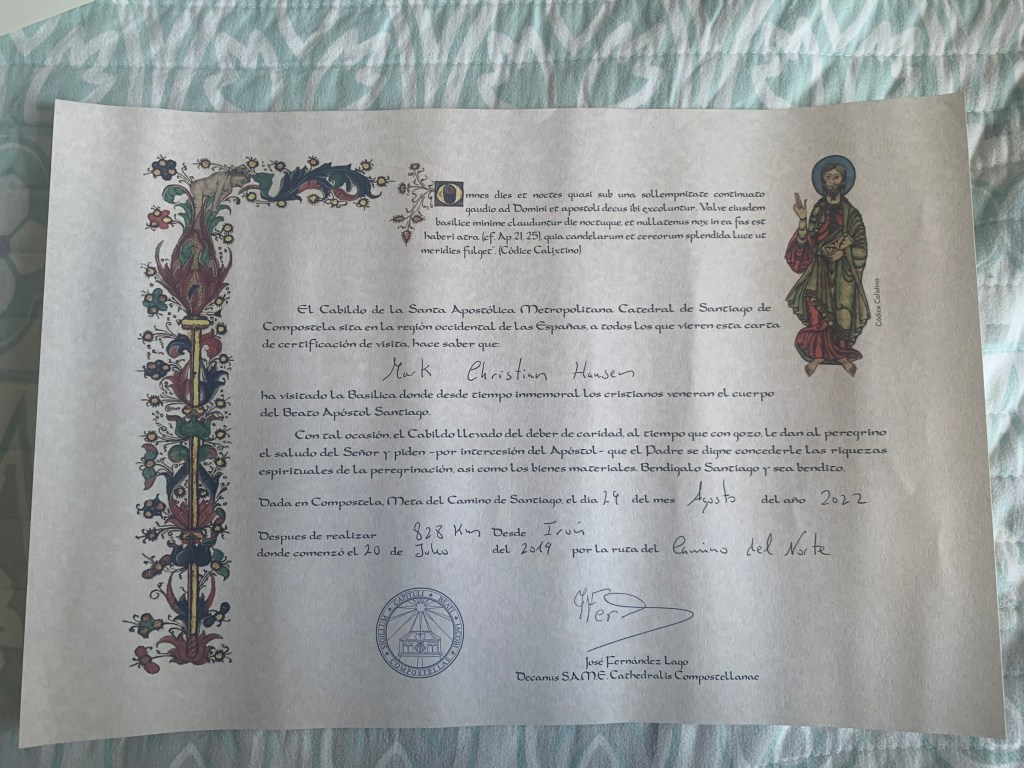 Omnes dies et noctes quasi sub una sollempnitate continuato
gaudio ad Domini et apostoli decus ibi excoluntur. Valve eiusdem
basilice minime clauduntur die noctuque, et nullatenus nox in ea fas est
haberi atra (cf. Ap 21, 25), quia candelarum et cereorum splendida luce ut
meridies fulget". (Códice Calixtino)
Códice Calixtino
El Cabildo de la Santa Apostólica Metropolitana Catedral de Santiago de
Compostela sita en la región occidental de las Españas, a todos los que vieren esta carta
de certificación de visita, hace saber que:
Mark Christian Hansen
ha visitado la Basílica donde desde tiempo inmemoral los cristianos veneran el cuerpo
del Beato Apóstol Santiago.
Con tal ocasión, el Cabildo llevado del deber de caridad, al tiempo que con gozo, le dan al peregrino
el saludo del Señor y piden -por intercesión del Apóstol- que el Padre se digne concederle las riquezas
espirituales de la peregrinación, así como los bienes materiales. Bendígalo Santiago y sea bendito.
Dada en Compostela, Meta del Camino de Santiago, el día 29 del mes Agosto del año 2022
Despues de realizar 828 Km Desde Irún
donde comenzó el 20 de Julio del 2019 por la ruta del Camino del Norte
SIGILLUM CAPITULI BEATI JACOBI COMPOSTELLAE
José Fernández Lago
Decanus S.A.M.E. Cathedralis Compostellanae